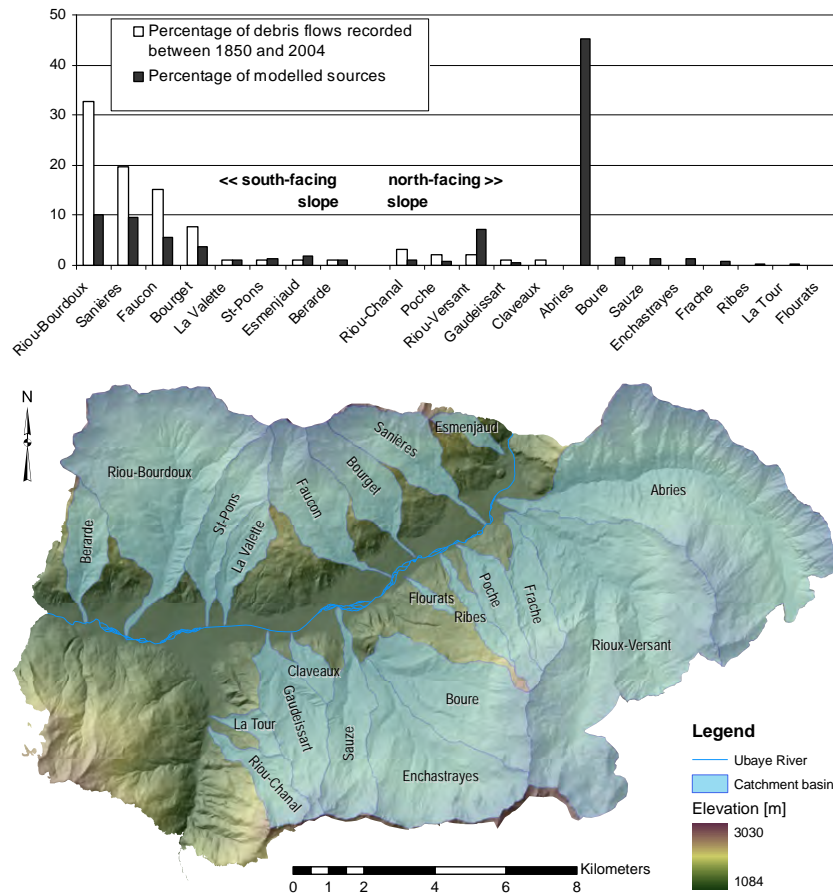 50
Percentage of debris flows recorded
between 1850 and 2004
40
Percentage of modelled sources
30
20
<< south-facing
slope
north-facing >>
slope
10
0
Riou-Bourdoux
Sanières
Faucon
Bourget
La Valette
St-Pons
Esmenjaud
Berarde
Riou-Chanal
Poche
Riou-Versant
Gaudeissart
Claveaux
Abries
Boure
Sauze
Enchastrayes
Frache
Ribes
La Tour
Flourats
N
Esmenjaud
Sanières
Riou-Bourdoux
Bourget
Faucon
Abries
St-Pons
Berarde
La Valette
Poche
Frache
Flourats
Ribes
Rioux-Versant
Claveaux
Gaudeissart
Boure
La Tour
Sauze
Riou-Chanal
Enchastrayes
Legend
Ubaye River
Catchment basin
Elevation [m]
3030
1084
Kilometers
0 1 2 4 6 8